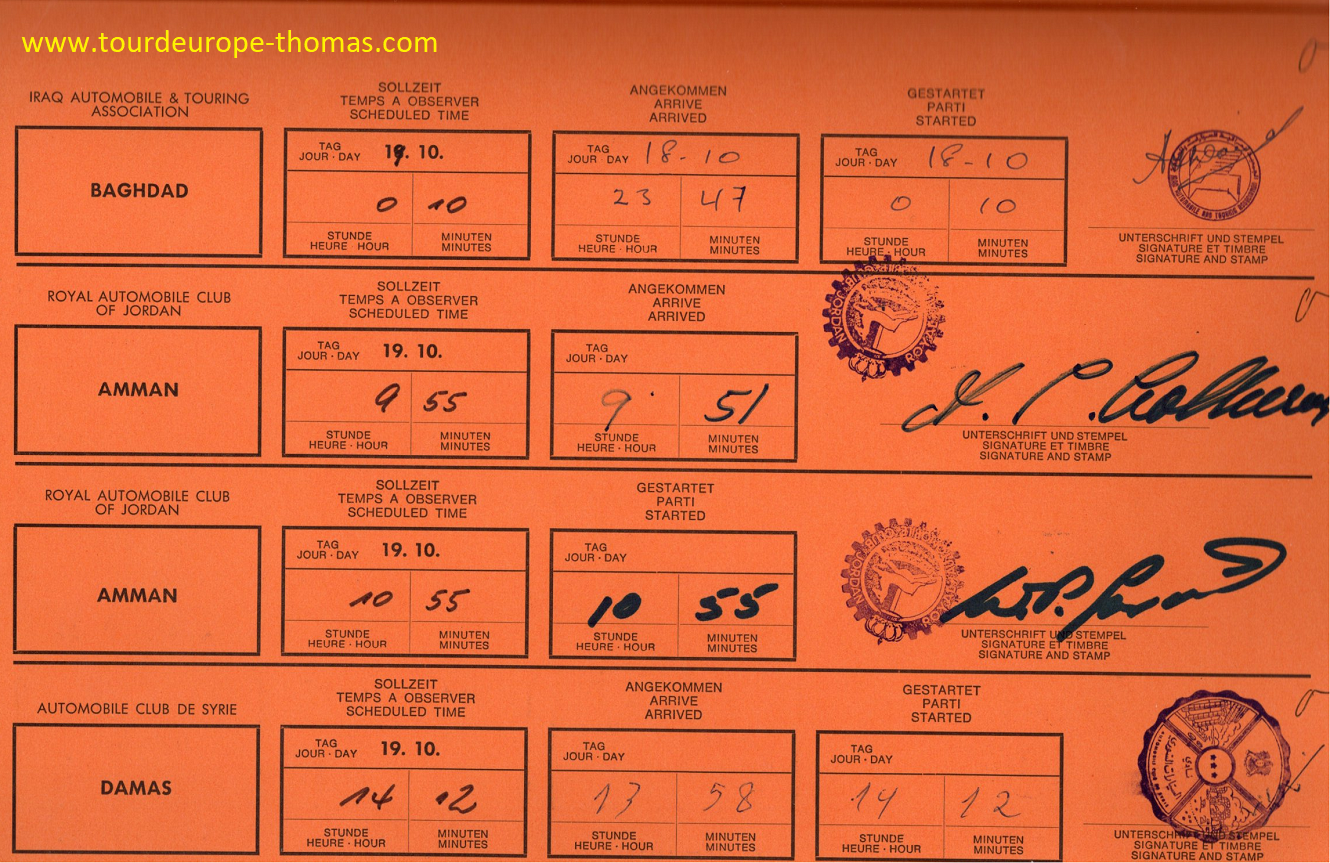 www.tourdeurope-thomas.com
IRAQ AUTOMOBILE & TOURING
ASSOCIATION
SOLLZEIT
TEMPS A OBSERVER
SCHEDULED TIME
ANGEKOMMEN
ARRIVE
ARRIVED
GESTARTET
PARTI
STARTED
BAGHDAD
TAG
JOUR · DAY
19. 10.
0 10
STUNDE
HEURE HOUR
MINUTEN
MINUTES
TAG
JOUR · DAY
18-10
23 47
STUNDE
HEURE · HOUR
MINUTEN
MINUTES
TAG
JOUR · DAY
18-10
0 10
STUNDE
HEURE · HOUR
MINUTEN
MINUTES
UNTERSCHRIFT UND STEMPEL
SIGNATURE ET TIMBRE
SIGNATURE AND STAMP
ROYAL AUTOMOBILE CLUB
OF JORDAN
SOLLZEIT
TEMPS A OBSERVER
SCHEDULED TIME
ANGEKOMMEN
ARRIVE
ARRIVED
AMMAN
TAG
JOUR · DAY
19. 10.
9 55
STUNDE
HEURE · HOUR
MINUTEN
MINUTES
TAG
JOUR · DAY
9 51
STUNDE
HEURE · HOUR
MINUTEN
MINUTES
UNTERSCHRIFT UND STEMPEL
SIGNATURE ET TIMBRE
SIGNATURE AND STAMP
ROYAL AUTOMOBILE CLUB
OF JORDAN
SOLLZEIT
TEMPS A OBSERVER
SCHEDULED TIME
GESTARTET
PARTI
STARTED
AMMAN
TAG
JOUR · DAY
19. 10.
10 55
STUNDE
HEURE · HOUR
MINUTEN
MINUTES
TAG
JOUR · DAY
10 55
STUNDE
HEURE · HOUR
MINUTEN
MINUTES
UNTERSCHRIFT UND STEMPEL
SIGNATURE ET TIMBRE
SIGNATURE AND STAMP
AUTOMOBILE CLUB DE SYRIE
SOLLZEIT
TEMPS A OBSERVER
SCHEDULED TIME
ANGEKOMMEN
ARRIVE
ARRIVED
GESTARTET
PARTI
STARTED
DAMAS
TAG
JOUR · DAY
19. 10.
14 12
STUNDE
HEURE · HOUR
MINUTEN
MINUTES
TAG
JOUR · DAY
13 58
STUNDE
HEURE · HOUR
MINUTEN
MINUTES
TAG
JOUR · DAY
14 12
STUNDE
HEURE · HOUR
MINUTEN
MINUTES
UNTERSCHRIFT UND STEMPEL
SIGNATURE ET TIMBRE
SIGNATURE AND STAMP